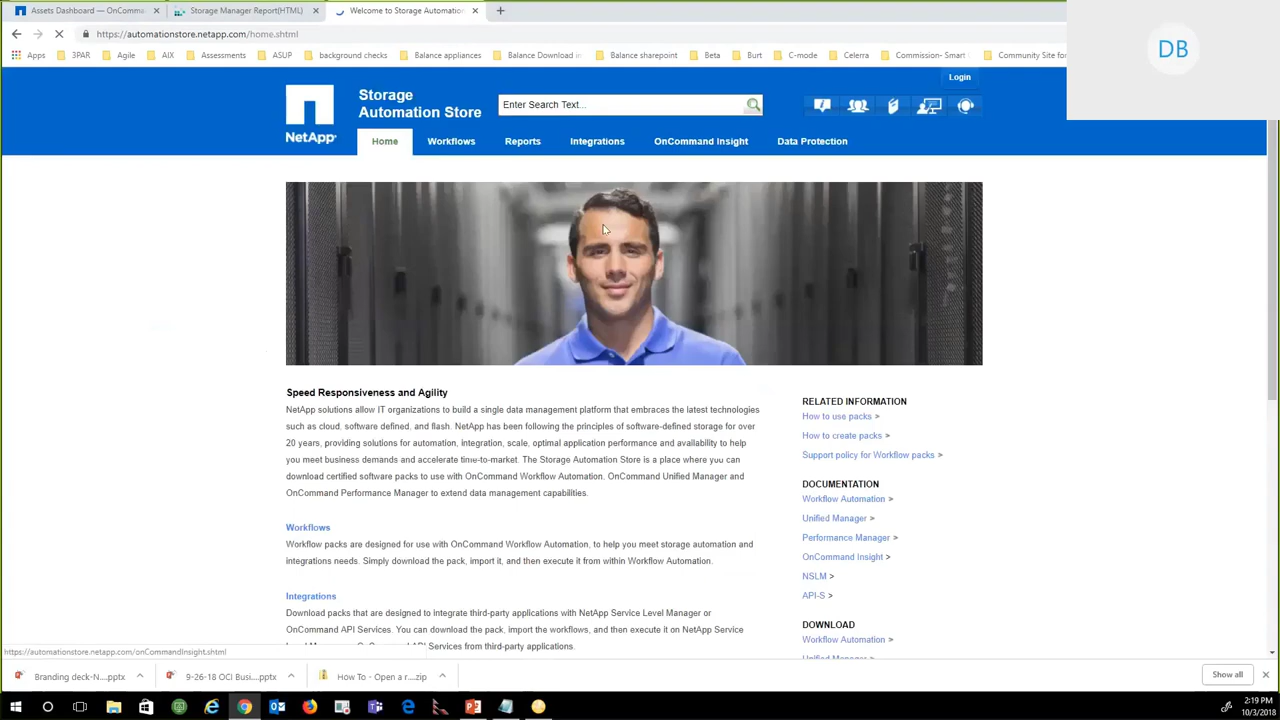 Assets Dashboard — OnComma
Storage Manager Report(HTML)
Welcome to Storage Automation
https://automationstore.netapp.com/home.shtml
Apps
3PAR
Agile
AIX
Assessments
ASUP
background checks
Balance appliances
Balance Download in
Balance sharepoint
Beta
Burt
C-mode
Celerra
Commission- Smart
Community Site for
DB
Login
NetApp
Storage
Automation Store
Enter Search Text...
Home
Workflows
Reports
Integrations
OnCommand Insight
Data Protection
Speed Responsiveness and Agility
NetApp solutions allow IT organizations to build a single data management platform that embraces the latest technologies
such as cloud, software defined, and flash. NetApp has been following the principles of software-defined storage for over
20 years, providing solutions for automation, integration, scale, optimal application performance and availability to help
you meet business demands and accelerate time-to-market. The Storage Automation Store is a place where you can
download certified software packs to use with OnCommand Workflow Automation, OnCommand Unified Manager and
OnCommand Performance Manager to extend data management capabilities.
Workflows
Workflow packs are designed for use with OnCommand Workflow Automation, to help you meet storage automation and
integrations needs. Simply download the pack, import it, and then execute it from within Workflow Automation.
Integrations
Download packs that are designed to integrate third-party applications with NetApp Service Level Manager or
OnCommand API Services. You can download the pack, import the workflows, and then execute it on NetApp Service
Level Manager or OnCommand API Services from third-party applications.
RELATED INFORMATION
How to use packs >
How to create packs >
Support policy for Workflow packs >
DOCUMENTATION
Workflow Automation >
Unified Manager >
Performance Manager >
OnCommand Insight >
NSLM >
API-S >
DOWNLOAD
Workflow Automation >
Unified Manager >
https://automationstore.netapp.com/onCommandInsight.shtml
Branding deck-N....pptx
9-26-18 OCI Busi....pptx
How To - Open a r....zip
Show all
2:19 PM
10/3/2018